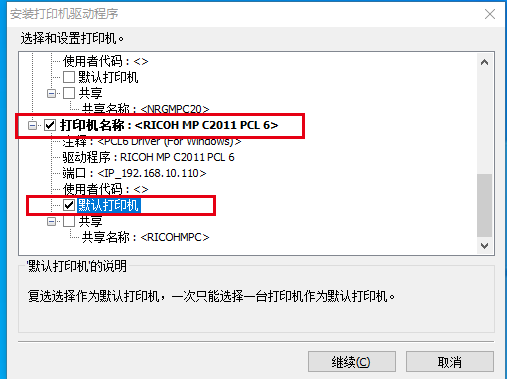 安装打印机驱动程序
选择和设置打印机。
使用者代码 : <>
默认打印机
共享
共享名称 : <NRGMPC20>
打印机名称 : <RICOH MP C2011 PCL 6>
注释 : <PCL6 Driver (For Windows)>
驱动程序 : RICOH MP C2011 PCL 6
端口 : <IP_192.168.10.110>
使用者代码 : <>
默认打印机
共享
共享名称 : <RICOHMPC>
'默认打印机'的说明
复选选择作为默认打印机，一次只能选择一台打印机作为默认打印机。
继续(C) 取消